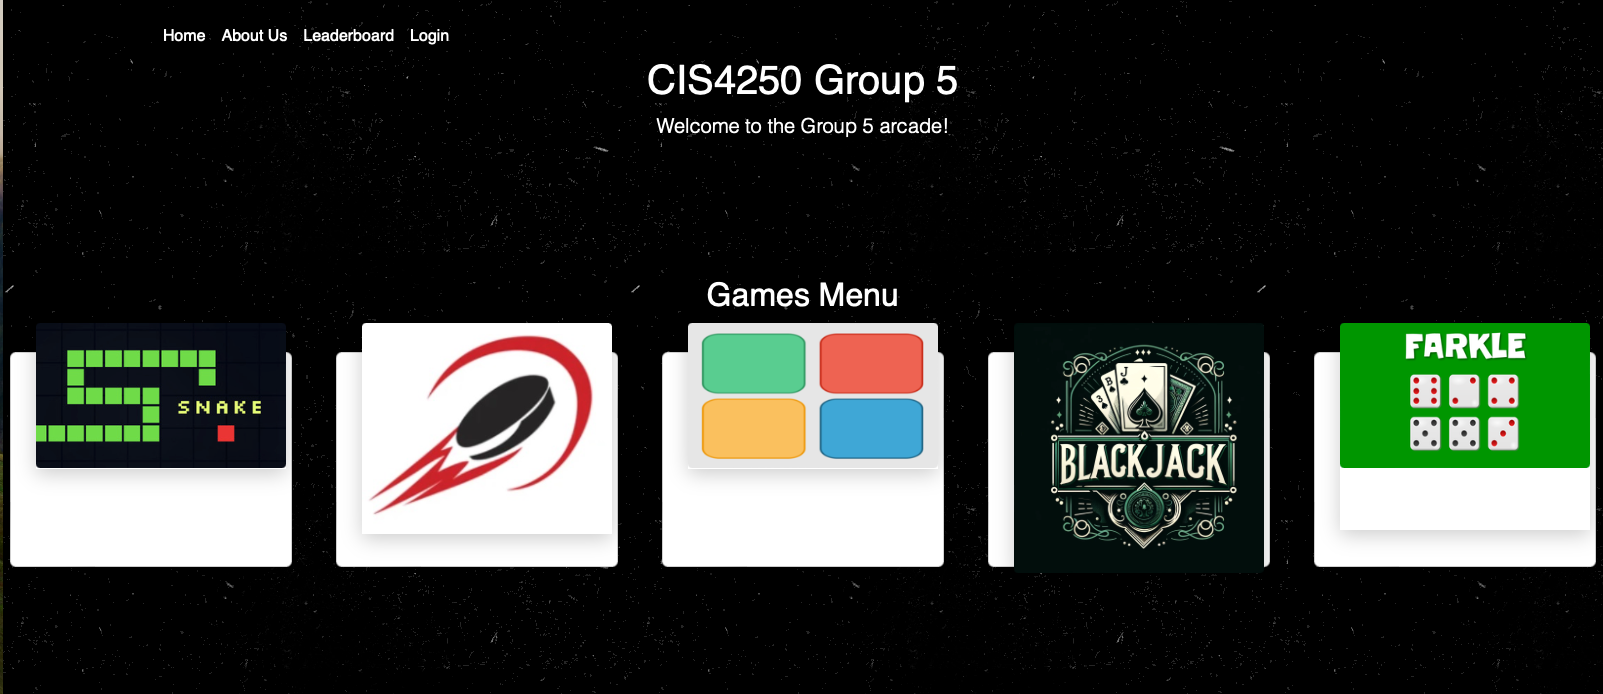 Home About Us Leaderboard Login
CIS4250 Group 5
Welcome to the Group 5 arcade!
Games Menu
SNAKE
3 B J
BLACKJACK
FARKLE